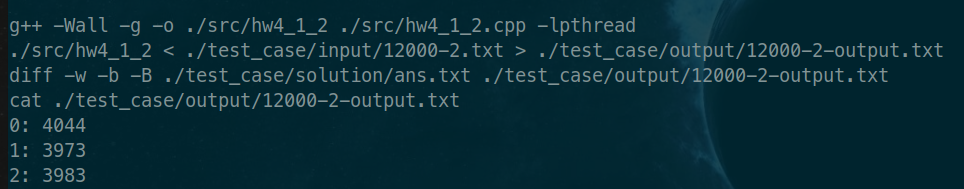 g++ -Wall -g -o ./src/hw4_1_2 ./src/hw4_1_2.cpp -lpthread
./src/hw4_1_2 < ./test_case/input/12000-2.txt > ./test_case/output/12000-2-output.txt
diff -w -b -B ./test_case/solution/ans.txt ./test_case/output/12000-2-output.txt
cat ./test_case/output/12000-2-output.txt
0: 4044
1: 3973
2: 3983